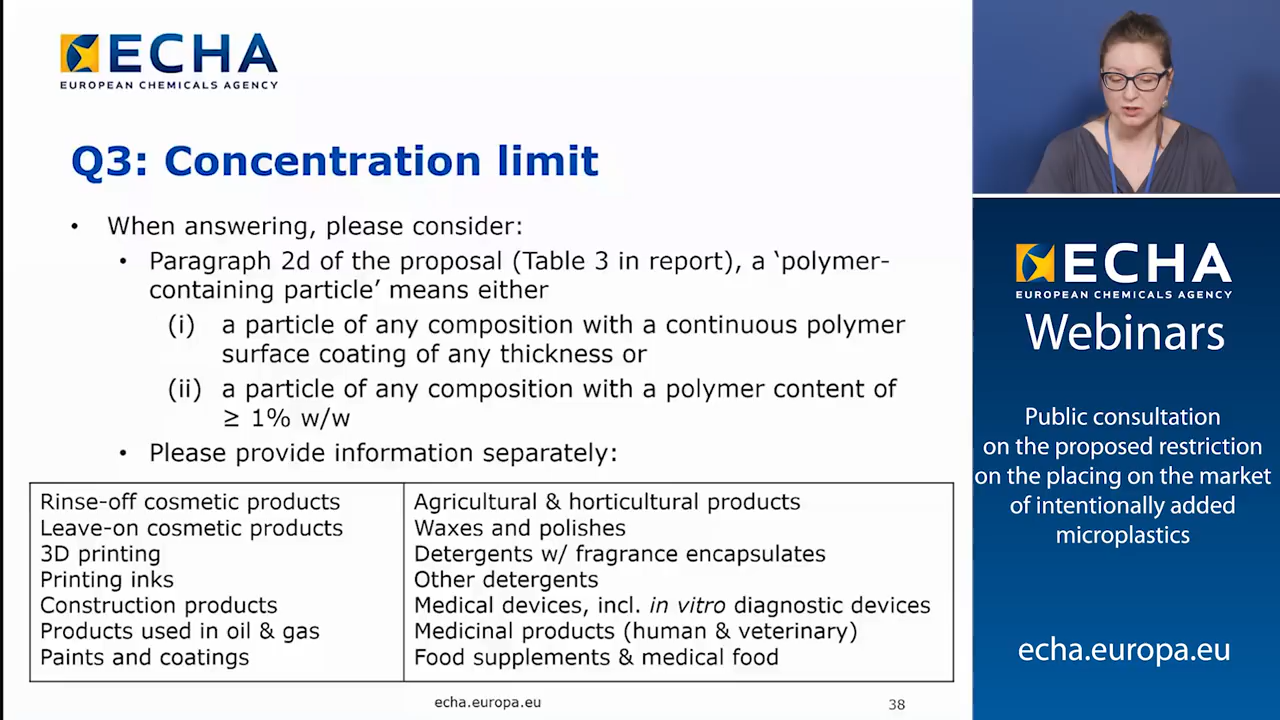 ECHA
EUROPEAN CHEMICALS AGENCY
Q3: Concentration limit
• When answering, please consider:
• Paragraph 2d of the proposal (Table 3 in report), a ‘polymer-
containing particle’ means either
(i) a particle of any composition with a continuous polymer
surface coating of any thickness or
(ii) a particle of any composition with a polymer content of
≥ 1% w/w
• Please provide information separately:
Rinse-off cosmetic products
Leave-on cosmetic products
3D printing
Printing inks
Construction products
Products used in oil & gas
Paints and coatings
Agricultural & horticultural products
Waxes and polishes
Detergents w/ fragrance encapsulates
Other detergents
Medical devices, incl. in vitro diagnostic devices
Medicinal products (human & veterinary)
Food supplements & medical food
echa.europa.eu
38
ECHA
EUROPEAN CHEMICALS AGENCY
Webinars
Public consultation
on the proposed restriction
on the placing on the market
of intentionally added
microplastics
echa.europa.eu